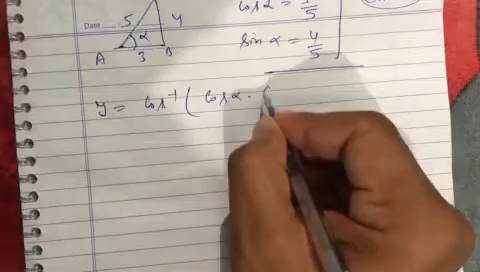 cos α = 3/5
Date
5
4
α
A
3
B
sin α = 4/5
y = cos⁻¹ ( cos α .